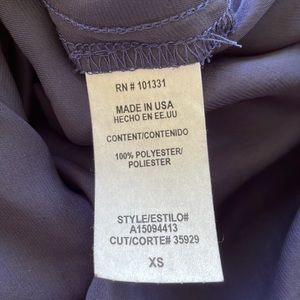 RN # 101331
MADE IN USA
HECHO EN EE.UU
CONTENT/CONTENIDO
100% POLYESTER/
POLIESTER
STYLE/ESTILO#
A15094413
CUT/CORTE# 35929
XS